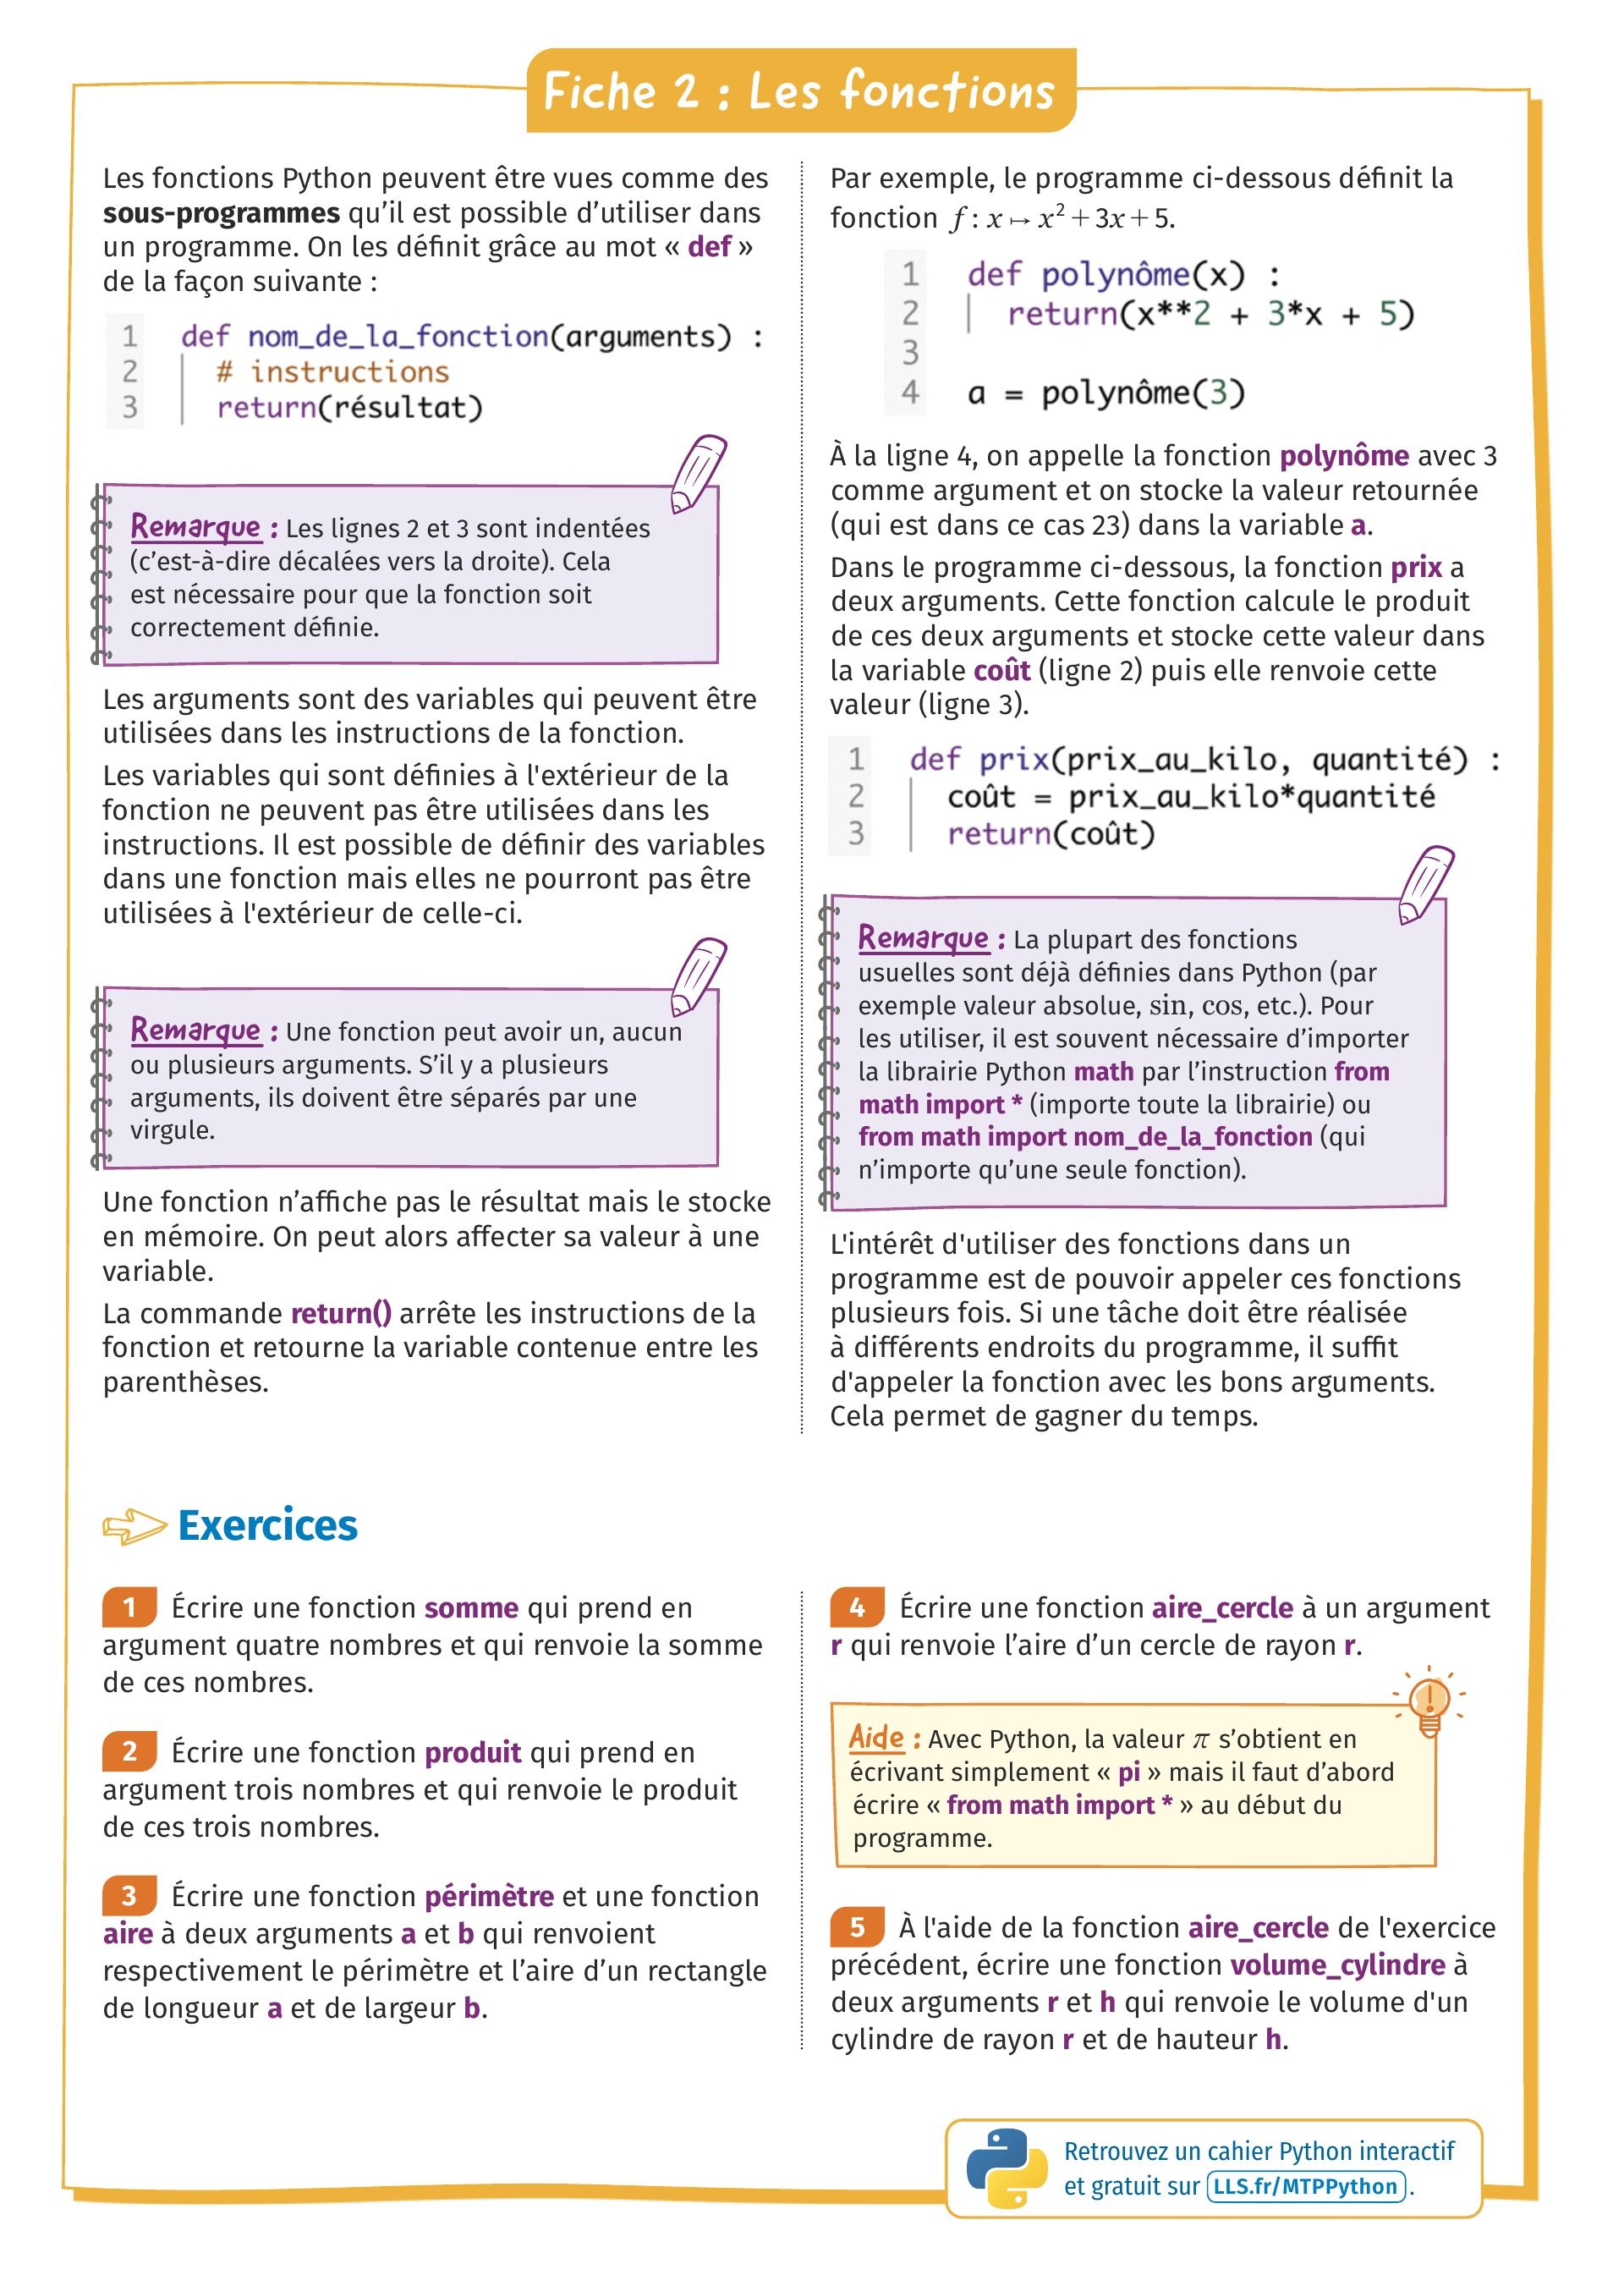 Fiche 2 : Les fonctions
Les fonctions Python peuvent être vues comme des
sous-programmes qu’il est possible d’utiliser dans
un programme. On les définit grâce au mot « def »
de la façon suivante :
1 def nom_de_la_fonction(arguments) :
2 # instructions
3 return(résultat)
Remarque : Les lignes 2 et 3 sont indentées
(c’est-à-dire décalées vers la droite). Cela
est nécessaire pour que la fonction soit
correctement définie.
Les arguments sont des variables qui peuvent être
utilisées dans les instructions de la fonction.
Les variables qui sont définies à l'extérieur de la
fonction ne peuvent pas être utilisées dans les
instructions. Il est possible de définir des variables
dans une fonction mais elles ne pourront pas être
utilisées à l'extérieur de celle-ci.
Remarque : Une fonction peut avoir un, aucun
ou plusieurs arguments. S’il y a plusieurs
arguments, ils doivent être séparés par une
virgule.
Une fonction n’affiche pas le résultat mais le stocke
en mémoire. On peut alors affecter sa valeur à une
variable.
La commande return() arrête les instructions de la
fonction et retourne la variable contenue entre les
parenthèses.
Par exemple, le programme ci-dessous définit la
fonction f : x ↦ x² + 3x + 5.
1 def polynôme(x) :
2 return(x**2 + 3*x + 5)
3
4 a = polynôme(3)
À la ligne 4, on appelle la fonction polynôme avec 3
comme argument et on stocke la valeur retournée
(qui est dans ce cas 23) dans la variable a.
Dans le programme ci-dessous, la fonction prix a
deux arguments. Cette fonction calcule le produit
de ces deux arguments et stocke cette valeur dans
la variable coût (ligne 2) puis elle renvoie cette
valeur (ligne 3).
1 def prix(prix_au_kilo, quantité) :
2 coût = prix_au_kilo*quantité
3 return(coût)
Remarque : La plupart des fonctions
usuelles sont déjà définies dans Python (par
exemple valeur absolue, sin, cos, etc.). Pour
les utiliser, il est souvent nécessaire d’importer
la librairie Python math par l’instruction from
math import * (importe toute la librairie) ou
from math import nom_de_la_fonction (qui
n’importe qu’une seule fonction).
L'intérêt d'utiliser des fonctions dans un
programme est de pouvoir appeler ces fonctions
plusieurs fois. Si une tâche doit être réalisée
à différents endroits du programme, il suffit
d'appeler la fonction avec les bons arguments.
Cela permet de gagner du temps.
Exercices
1 Écrire une fonction somme qui prend en
argument quatre nombres et qui renvoie la somme
de ces nombres.
2 Écrire une fonction produit qui prend en
argument trois nombres et qui renvoie le produit
de ces trois nombres.
3 Écrire une fonction périmètre et une fonction
aire à deux arguments a et b qui renvoient
respectivement le périmètre et l’aire d’un rectangle
de longueur a et de largeur b.
4 Écrire une fonction aire_cercle à un argument
r qui renvoie l’aire d’un cercle de rayon r.
Aide : Avec Python, la valeur π s’obtient en
écrivant simplement « pi » mais il faut d’abord
écrire « from math import * » au début du
programme.
5 À l'aide de la fonction aire_cercle de l'exercice
précédent, écrire une fonction volume_cylindre à
deux arguments r et h qui renvoie le volume d'un
cylindre de rayon r et de hauteur h.
Retrouvez un cahier Python interactif
et gratuit sur LLS.fr/MTPPython.